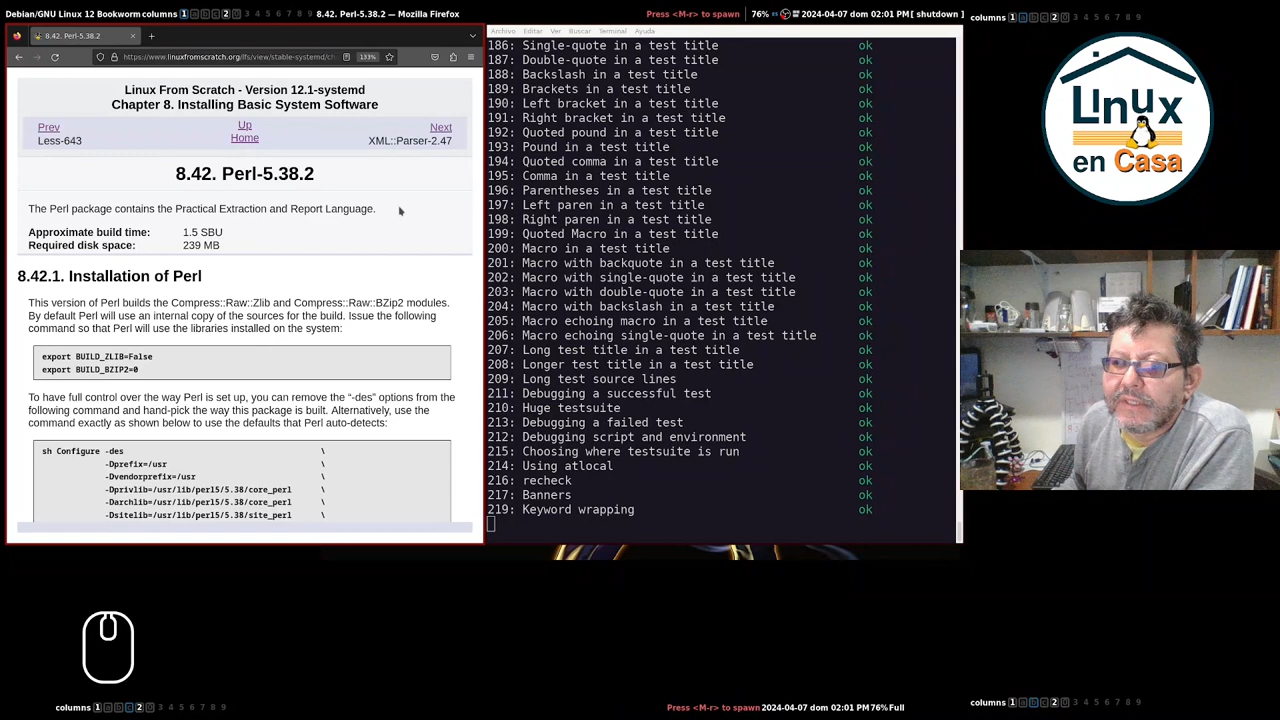 Debian/GNU Linux 12 Bookworm columns 1 a b c 2 0 3 4 5 6 7 8 9 8.42. Perl-5.38.2 — Mozilla Firefox
Press <M-r> to spawn 76% ES 2024-04-07 dom 02:01 PM [ shutdown ]
columns 1 a b c 2 0 3 4 5 6 7 8 9
8.42. Perl-5.38.2
https://www.linuxfromscratch.org/lfs/view/stable-systemd/ch 133%
Linux From Scratch - Version 12.1-systemd
Chapter 8. Installing Basic System Software
Prev Up Next
Less-643 Home XML::Parser-2.47
8.42. Perl-5.38.2
The Perl package contains the Practical Extraction and Report Language.
Approximate build time: 1.5 SBU
Required disk space: 239 MB
8.42.1. Installation of Perl
This version of Perl builds the Compress::Raw::Zlib and Compress::Raw::BZip2 modules.
By default Perl will use an internal copy of the sources for the build. Issue the following
command so that Perl will use the libraries installed on the system:
export BUILD_ZLIB=False
export BUILD_BZIP2=0
To have full control over the way Perl is set up, you can remove the “-des” options from the
following command and hand-pick the way this package is built. Alternatively, use the
command exactly as shown below to use the defaults that Perl auto-detects:
sh Configure -des \
-Dprefix=/usr \
-Dvendorprefix=/usr \
-Dprivlib=/usr/lib/perl5/5.38/core_perl \
-Darchlib=/usr/lib/perl5/5.38/core_perl \
-Dsitelib=/usr/lib/perl5/5.38/site_perl \
Archivo Editar Ver Buscar Terminal Ayuda
186: Single-quote in a test title ok
187: Double-quote in a test title ok
188: Backslash in a test title ok
189: Brackets in a test title ok
190: Left bracket in a test title ok
191: Right bracket in a test title ok
192: Quoted pound in a test title ok
193: Pound in a test title ok
194: Quoted comma in a test title ok
195: Comma in a test title ok
196: Parentheses in a test title ok
197: Left paren in a test title ok
198: Right paren in a test title ok
199: Quoted Macro in a test title ok
200: Macro in a test title ok
201: Macro with backquote in a test title ok
202: Macro with single-quote in a test title ok
203: Macro with double-quote in a test title ok
204: Macro with backslash in a test title ok
205: Macro echoing macro in a test title ok
206: Macro echoing single-quote in a test title ok
207: Long test title in a test title ok
208: Longer test title in a test title ok
209: Long test source lines ok
211: Debugging a successful test ok
210: Huge testsuite ok
213: Debugging a failed test ok
212: Debugging script and environment ok
215: Choosing where testsuite is run ok
214: Using atlocal ok
216: recheck ok
217: Banners ok
219: Keyword wrapping ok
Linux
en Casa
columns 1 a b c 2 0 3 4 5 6 7 8 9
Press <M-r> to spawn 2024-04-07 dom 02:01 PM 76% Full
columns 1 a b c 2 0 3 4 5 6 7 8 9